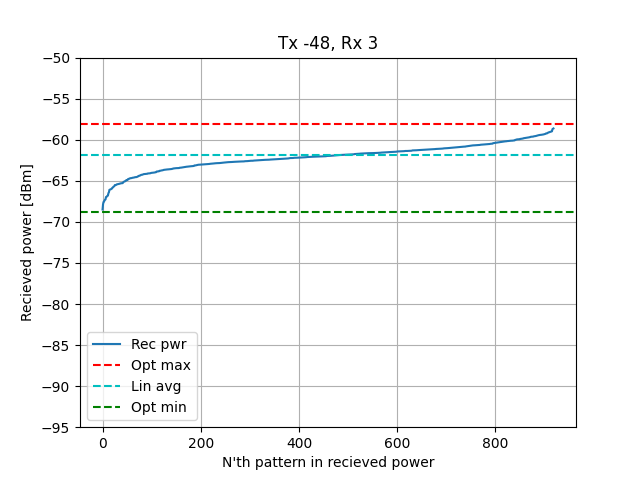 Tx -48, Rx 3
Recieved power [dBm]
−50
−55
−60
−65
−70
−75
−80
−85
−90
−95
Rec pwr
Opt max
Lin avg
Opt min
0 200 400 600 800
N'th pattern in recieved power